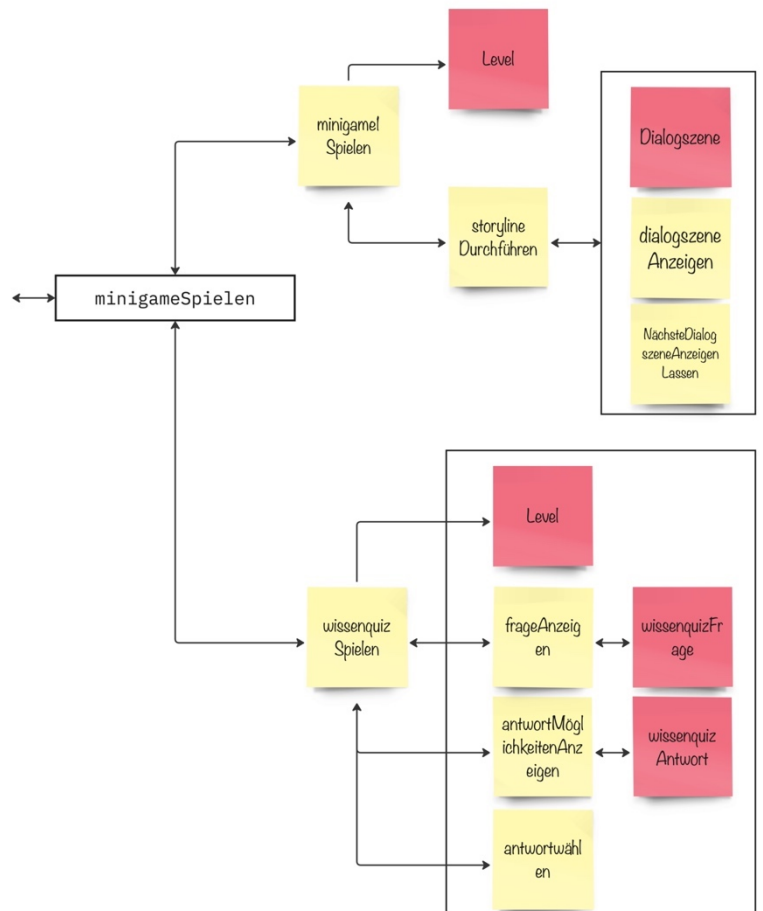 Level
minigame1
Spielen
Dialogszene
storyline
Durchführen
dialogszene
Anzeigen
minigameSpielen
NächsteDialog
szeneAnzeigen
Lassen
Level
wissenquiz
Spielen
frageAnzeig
en
wissenquizFr
age
antwortMögl
ichkeitenAnz
eigen
wissenquiz
Antwort
antwortwähl
en